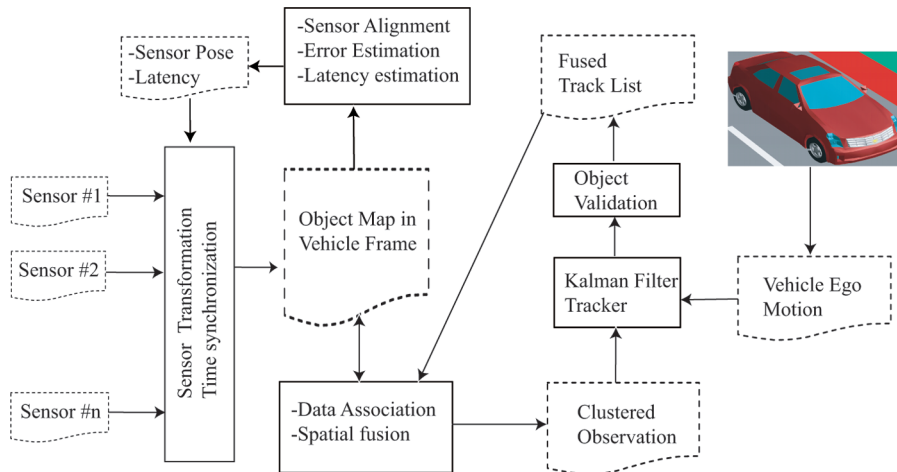 -Sensor Pose
-Latency
-Sensor Alignment
-Error Estimation
-Latency estimation
Fused
Track List
Sensor #1
Sensor #2
Sensor #n
Sensor Transformation
Time synchronization
Object Map in
Vehicle Frame
Object
Validation
Kalman Filter
Tracker
Vehicle Ego
Motion
-Data Association
-Spatial fusion
Clustered
Observation